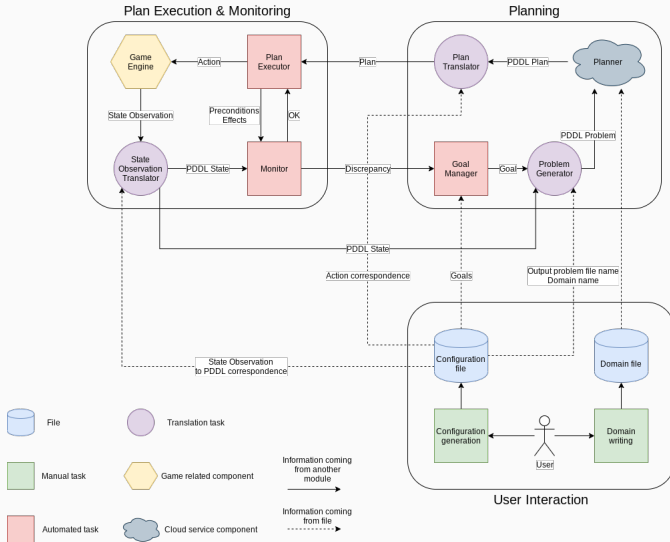 Plan Execution & Monitoring
Planning
Game
Engine
Action
Plan
Executor
Plan
Plan
Translator
PDDL Plan
Planner
State Observation
Preconditions
Effects
OK
PDDL Problem
State
Observation
Translator
PDDL State
Monitor
Discrepancy
Goal
Manager
Goal
Problem
Generator
PDDL State
Action correspondence
Goals
Output problem file name
Domain name
State Observation
to PDDL correspondence
Configuration
file
Domain file
Configuration
generation
User
Domain
writing
User Interaction
File
Translation task
Manual task
Game related component
Automated task
Cloud service component
Information coming
from another
module
Information coming
from file